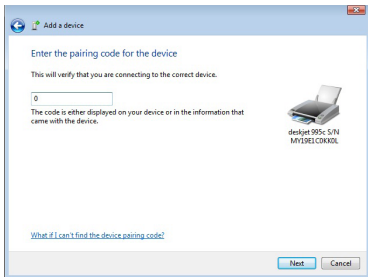 Add a device
Enter the pairing code for the device
This will verify that you are connecting to the correct device.
0
The code is either displayed on your device or in the information that
came with the device.
deskjet 995c S/N
MY19E1C0KK0L
What if I can't find the device pairing code?
Next Cancel